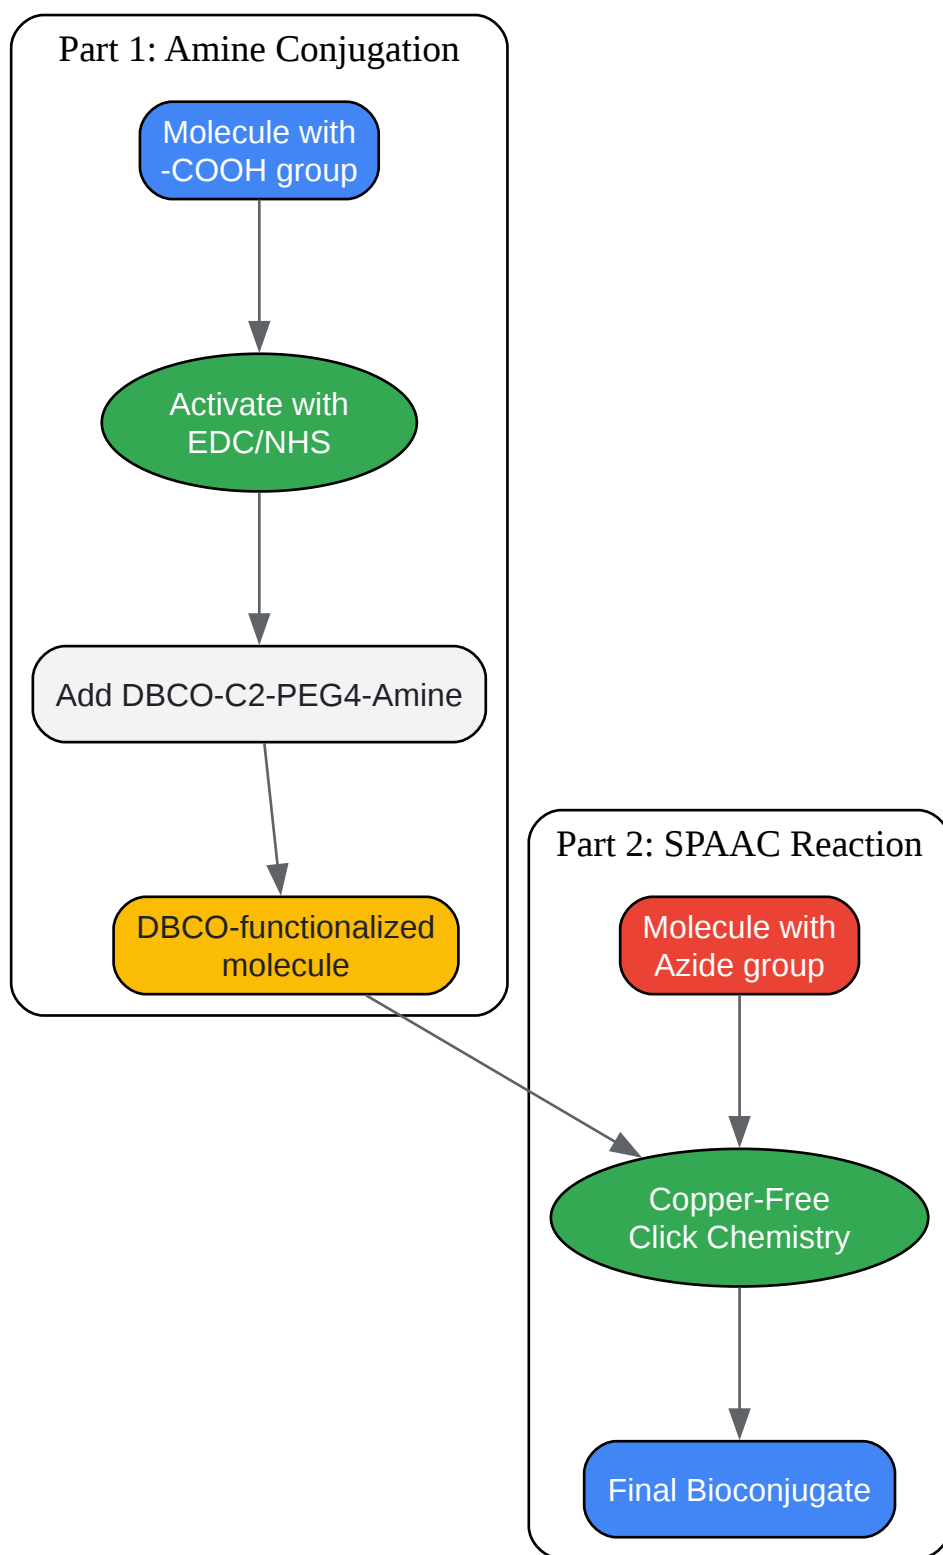 Part 1: Amine Conjugation
Molecule with
-COOH group
Activate with
EDC/NHS
Add DBCO-C2-PEG4-Amine
DBCO-functionalized
molecule
Part 2: SPAAC Reaction
Molecule with
Azide group
Copper-Free
Click Chemistry
Final Bioconjugate